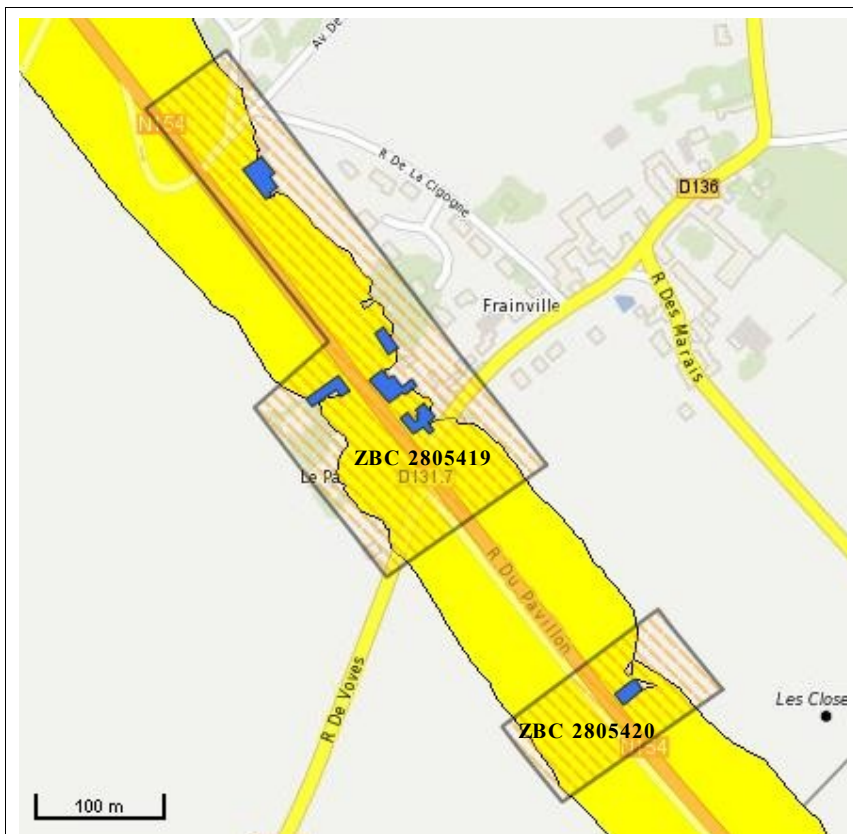 Av De
N154
R De La Cigogne
D136
Frainville
R Des Marais
ZBC 2805419
Le Pa
D131.7
R Du Pavillon
R De Voves
Les Close
ZBC 2805420
N154
100 m